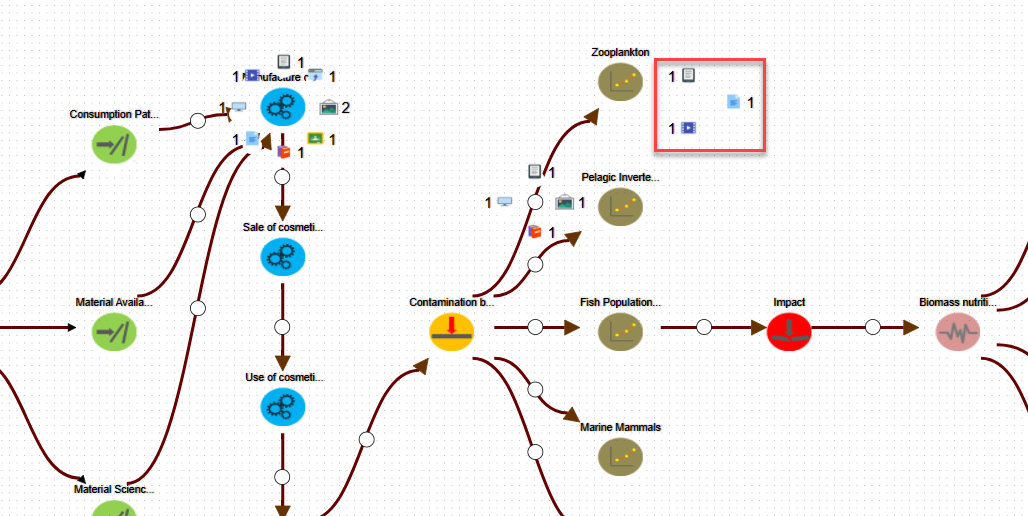 Zooplankton
1
1
1
1
1
2
1
1
1
1
1
1
Consumption Pat...
1
1
1
1
Pelagic Inverte...
Sale of cosmeti...
Material Availa...
Contamination b...
Fish Population...
Impact
Biomass nutriti...
Use of cosmeti...
Marine Mammals
Material Scienc...